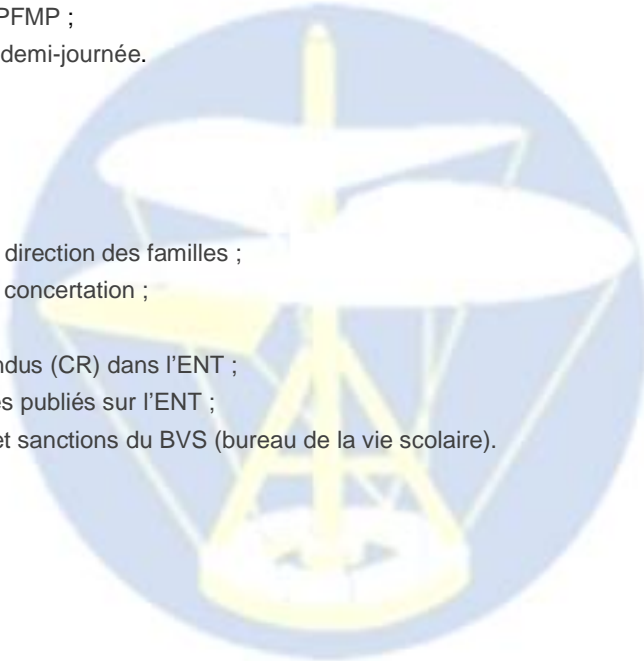 PFMP ;
demi-journée.
direction des familles ;
concertation ;
ndus (CR) dans l'ENT ;
es publiés sur l'ENT ;
et sanctions du BVS (bureau de la vie scolaire).